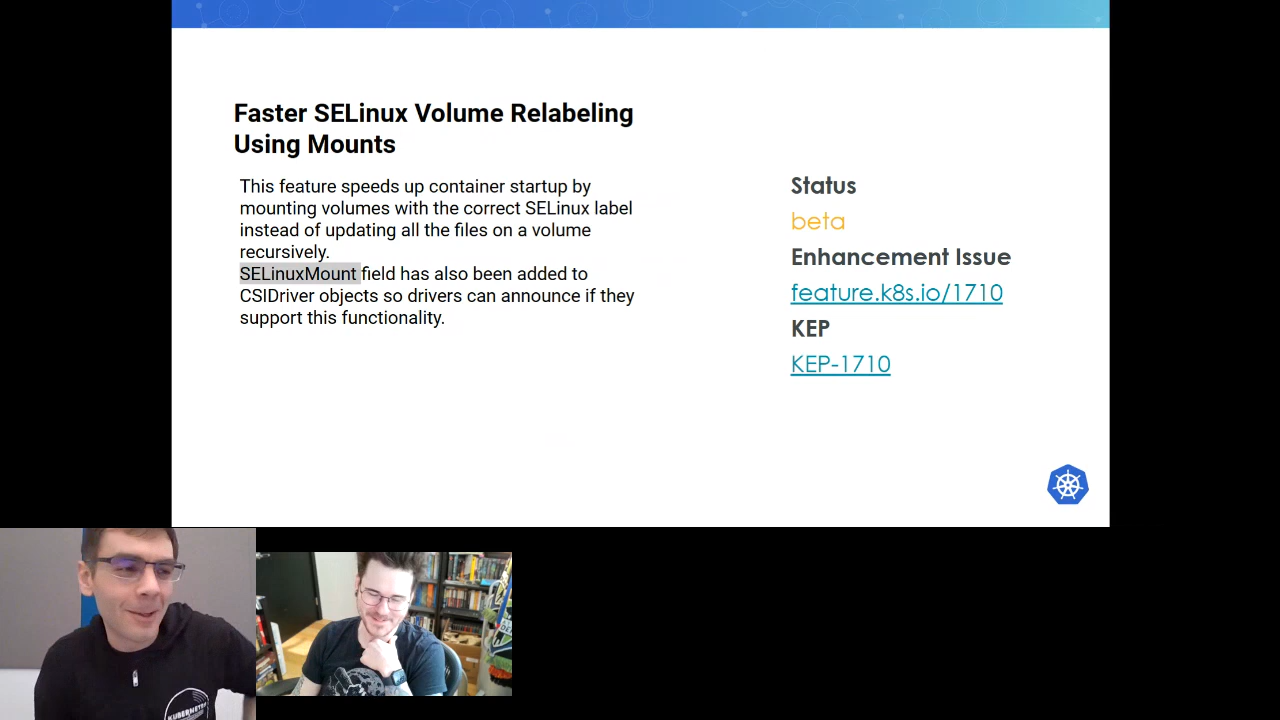 Faster SELinux Volume Relabeling
Using Mounts
This feature speeds up container startup by
mounting volumes with the correct SELinux label
instead of updating all the files on a volume
recursively.
SELinuxMount field has also been added to
CSIDriver objects so drivers can announce if they
support this functionality.
Status
beta
Enhancement Issue
feature.k8s.io/1710
KEP
KEP-1710